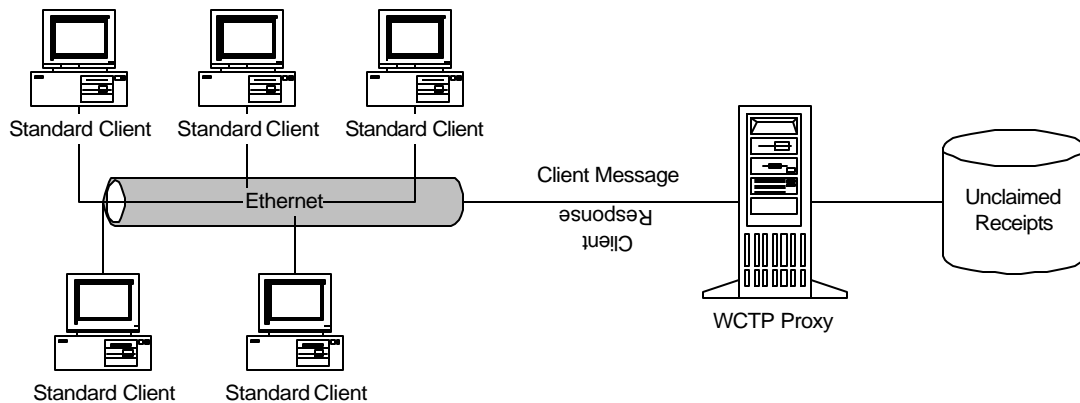 Standard Client
Standard Client
Standard Client
Ethernet
Client Message
Client
Response
Unclaimed
Receipts
WCTP Proxy
Standard Client
Standard Client